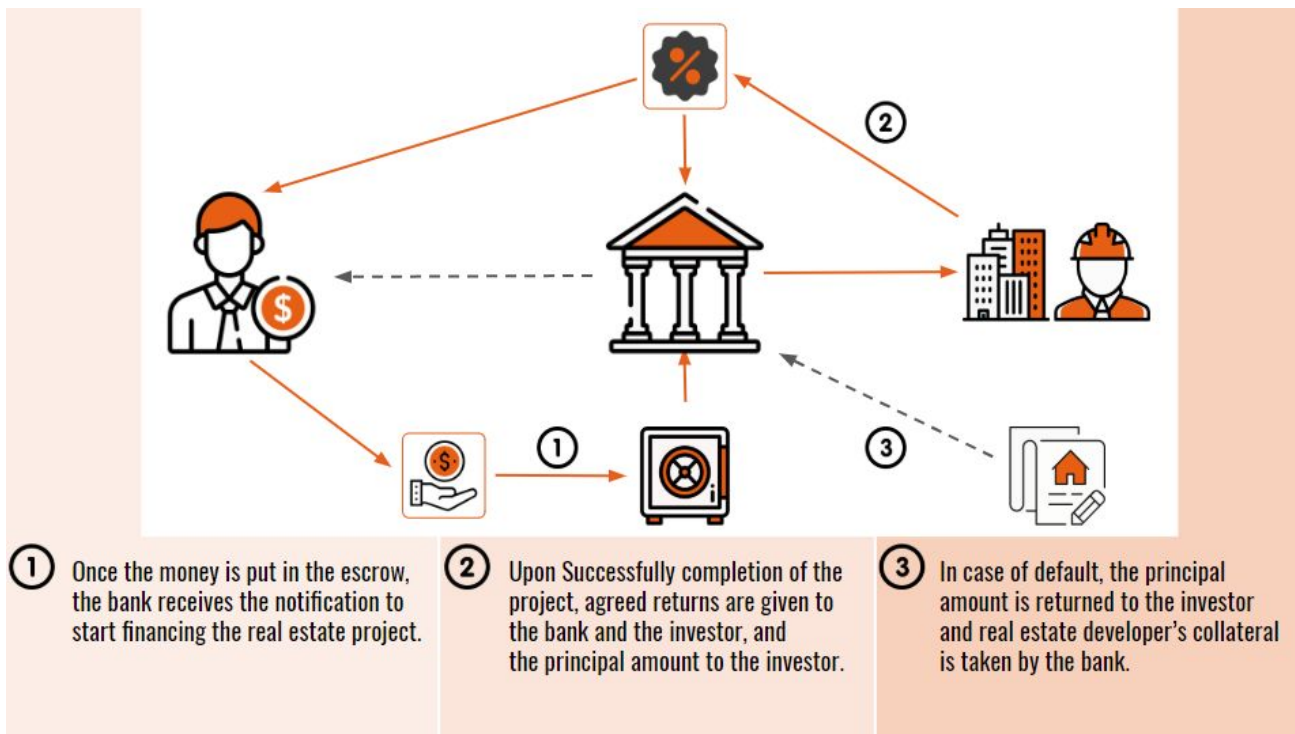 2
1
3
1
Once the money is put in the escrow,
the bank receives the notification to
start financing the real estate project.
2
Upon Successfully completion of the
project, agreed returns are given to
the bank and the investor, and
the principal amount to the investor.
3
In case of default, the principal
amount is returned to the investor
and real estate developer's collateral
is taken by the bank.